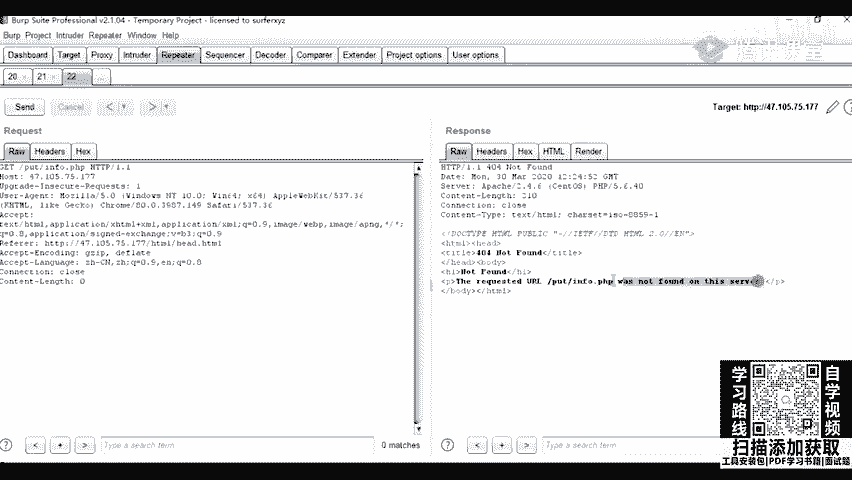 Burp Suite Professional v2.1.04 - Temporary Project - licensed to surferxyz
Burp Project Intruder Repeater Window Help
Dashboard Target Proxy Intruder Repeater Sequencer Decoder Comparer Extender Project options User options
20 21 22 ...
Send Cancel < > Target: http://47.105.75.177
Request
Raw Headers Hex
GET /put/info.php HTTP/1.1
Host: 47.105.75.177
Upgrade-Insecure-Requests: 1
User-Agent: Mozilla/5.0 (Windows NT 10.0; Win64; x64) AppleWebKit/537.36
(KHTML, like Gecko) Chrome/80.0.3987.149 Safari/537.36
Accept:
text/html,application/xhtml+xml,application/xml;q=0.9,image/webp,image/apng,*/*;
q=0.8,application/signed-exchange;v=b3;q=0.9
Referer: http://47.105.75.177/html/head.html
Accept-Encoding: gzip, deflate
Accept-Language: zh-CN,zh;q=0.9,en;q=0.8
Connection: close
Content-Length: 0
? < + > Type a search term 0 matches
Response
Raw Headers Hex HTML Render
HTTP/1.1 404 Not Found
Date: Mon, 30 Mar 2020 12:24:52 GMT
Server: Apache/2.4.6 (CentOS) PHP/5.6.40
Content-Length: 210
Connection: close
Content-Type: text/html; charset=iso-8859-1
<!DOCTYPE HTML PUBLIC "-//IETF//DTD HTML 2.0//EN">
<html><head>
<title>404 Not Found</title>
</head><body>
<h1>Not Found</h1>
<p>The requested URL /put/info.php was not found on this server</p>
</body></html>
? < + > Type a search term
腾讯课堂
学习路线
自学视频
扫描添加获取
工具安装包|PDF学习书籍|面试题